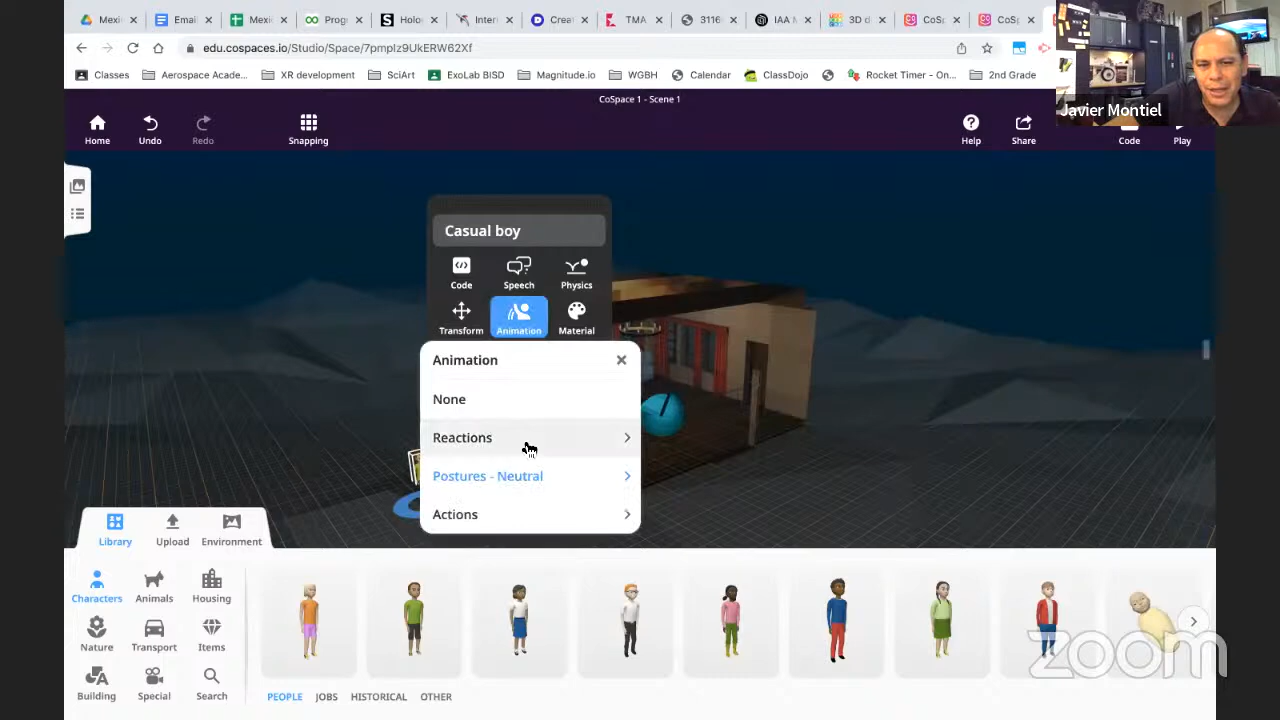 Mexi
Emai
Mexi
Prog
Holo
Inter
Crea
TMA
3116
IAA M
3D d
CoSp
CoSp
edu.cospaces.io/Studio/Space/7pmplz9UkERW62Xf
Classes
Aerospace Acade...
XR development
SciArt
ExoLab BISD
Magnitude.io
WGBH
Calendar
ClassDojo
Rocket Timer - On...
2nd Grade
Javier Montiel
CoSpace 1 - Scene 1
Home
Undo
Redo
Snapping
Help
Share
Code
Play
Casual boy
Code
Speech
Physics
Transform
Animation
Material
Animation
None
Reactions
Postures - Neutral
Actions
Library
Upload
Environment
Characters
Animals
Housing
Nature
Transport
Items
Building
Special
Search
PEOPLE
JOBS
HISTORICAL
OTHER
zoom